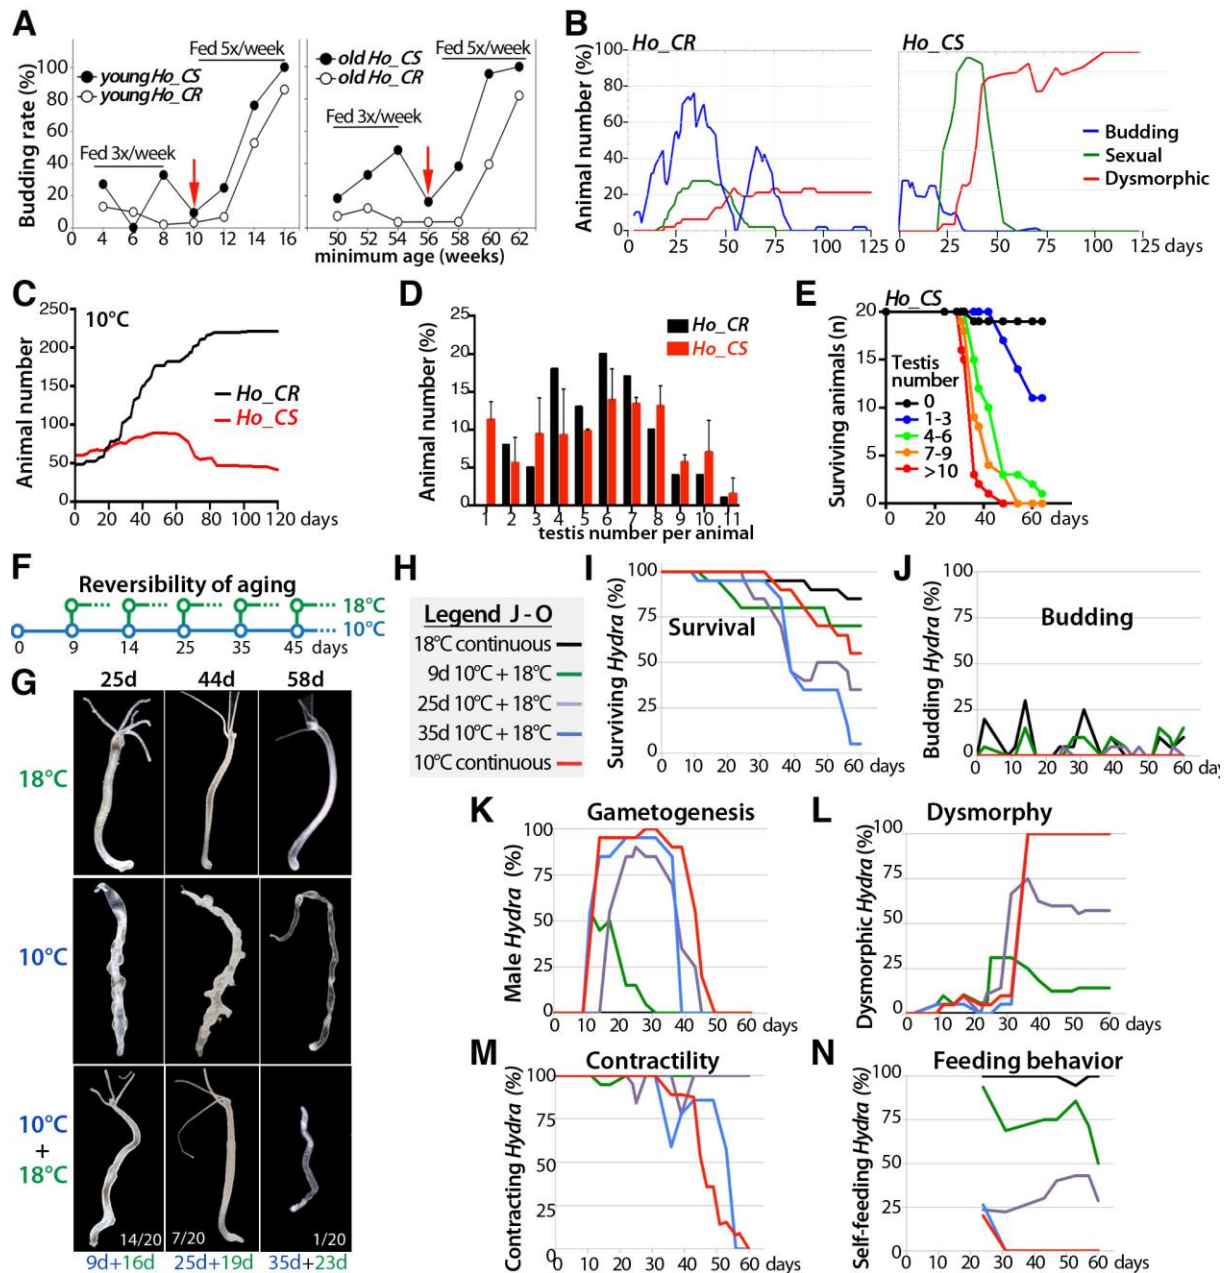 A
Budding rate (%)
100
80
60
40
20
0
Fed 5x/week
young Ho_CS
young Ho_CR
Fed 3x/week
4 6 8 10 12 14 16
old Ho_CS
old Ho_CR
Fed 5x/week
Fed 3x/week
50 52 54 56 58 60 62
minimum age (weeks)
B
Ho_CR
Ho_CS
Animal number (%)
100
80
60
40
20
0
0 25 50 75 100 125
0 25 50 75 100 125 days
Budding
Sexual
Dysmorphic
C
10°C
Animal number
250
200
150
100
50
0
Ho_CR
Ho_CS
0 20 40 60 80 100 120 days
D
Animal number (%)
25
20
15
10
5
0
Ho_CR
Ho_CS
1 2 3 4 5 6 7 8 9 10 11
testis number per animal
E
Ho_CS
Surviving animals (n)
20
15
10
5
0
Testis
number
0
1-3
4-6
7-9
>10
0 20 40 60 days
F
Reversibility of aging
18°C
10°C
0 9 14 25 35 45 days
G
25d 44d 58d
18°C
10°C
10°C
+
18°C
14/20 7/20 1/20
9d+16d 25d+19d 35d+23d
H
Legend J - O
18°C continuous
9d 10°C + 18°C
25d 10°C + 18°C
35d 10°C + 18°C
10°C continuous
I
Survival
Surviving Hydra (%)
100
75
50
25
0
0 10 20 30 40 50 60 days
J
Budding
Budding Hydra (%)
100
75
50
25
0
0 10 20 30 40 50 60 days
K
Gametogenesis
Male Hydra (%)
100
75
50
25
0
0 10 20 30 40 50 60 days
L
Dysmorphy
Dysmorphic Hydra (%)
100
75
50
25
0
0 10 20 30 40 50 60 days
M
Contractility
Contracting Hydra (%)
100
75
50
25
0
0 10 20 30 40 50 60 days
N
Feeding behavior
Self-feeding Hydra (%)
100
75
50
25
0
0 10 20 30 40 50 60 days